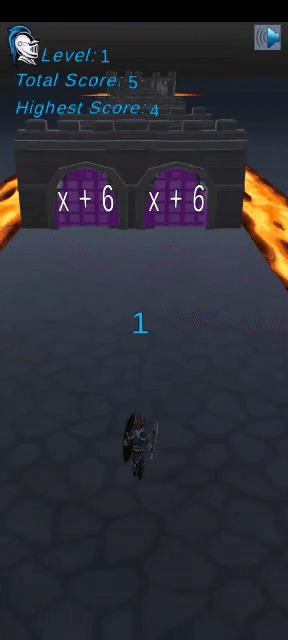 Level: 1
Total Score: 5
Highest Score: 4
x + 6 x + 6
1